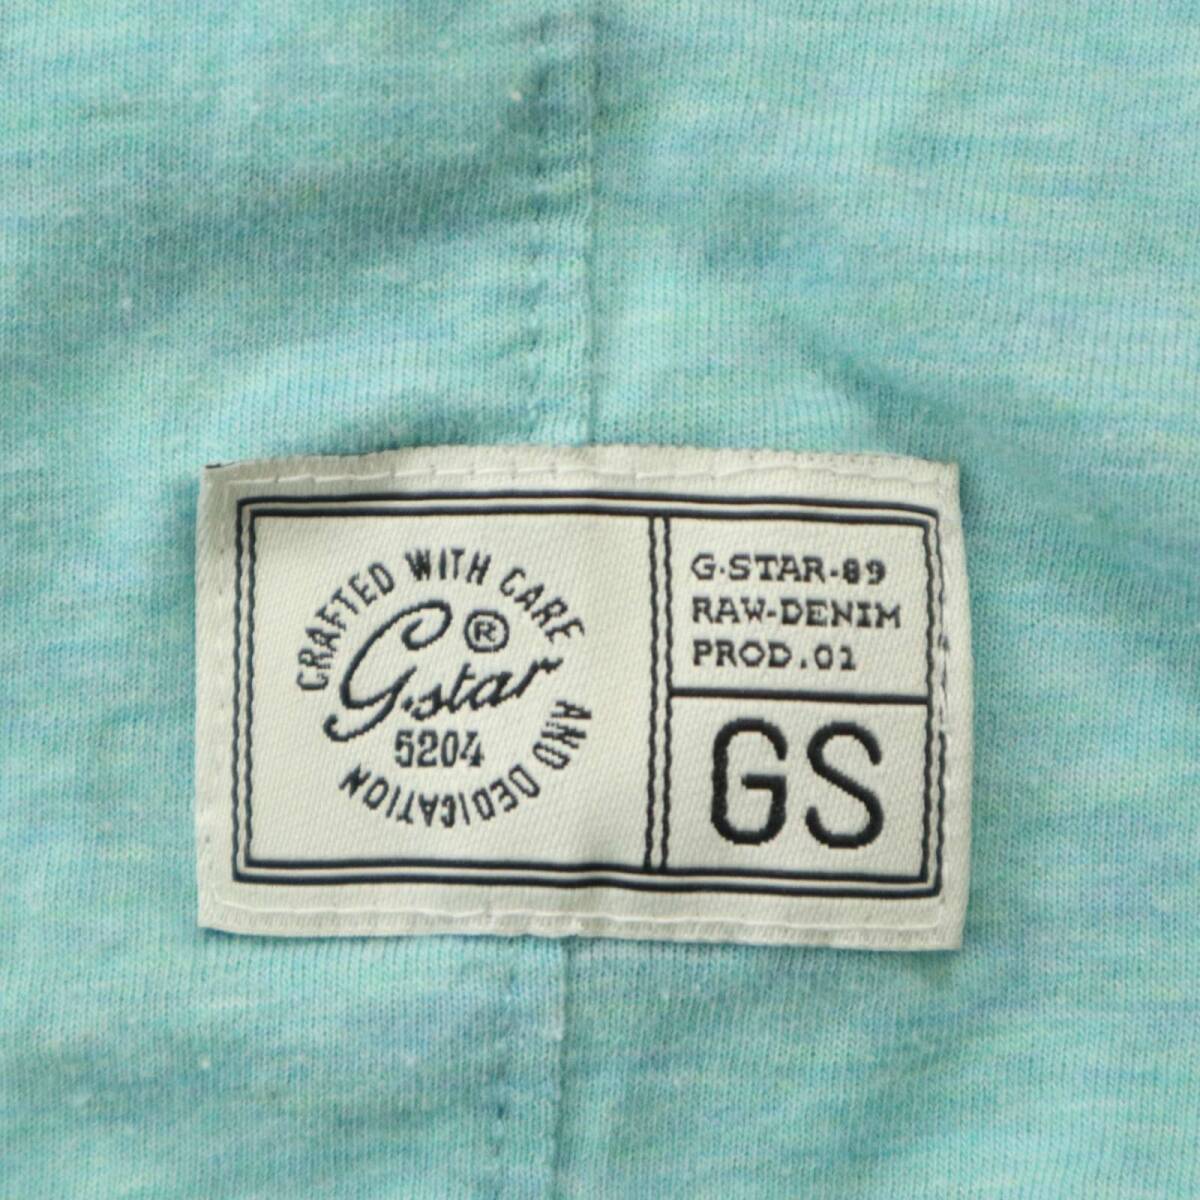 CRAFTED WITH CARE AND DEDICATION
G.star®
5204
G-STAR-89
RAW-DENIM
PROD.01
GS